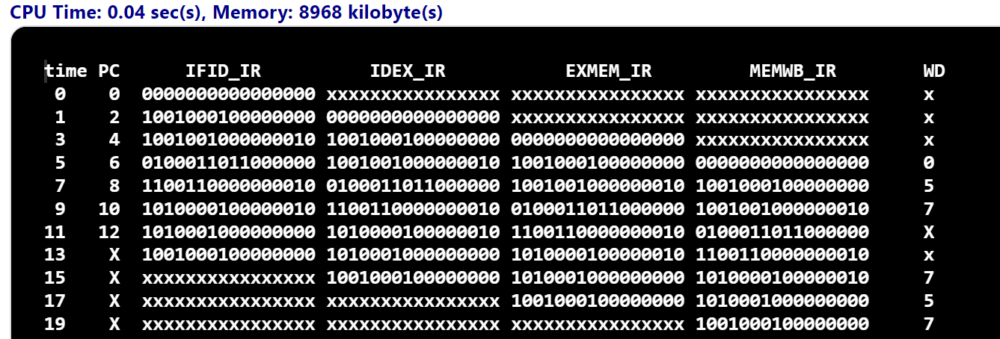 CPU Time: 0.04 sec(s), Memory: 8968 kilobyte(s)
time PC IFID_IR IDEX_IR EXMEM_IR MEMWB_IR WD
0 0 0000000000000000 xxxxxxxxxxxxxxxx xxxxxxxxxxxxxxxx xxxxxxxxxxxxxxxx x
1 2 1001000100000000 0000000000000000 xxxxxxxxxxxxxxxx xxxxxxxxxxxxxxxx x
3 4 1001001000000010 1001000100000000 0000000000000000 xxxxxxxxxxxxxxxx x
5 6 0100011011000000 1001001000000010 1001000100000000 0000000000000000 0
7 8 1100110000000010 0100011011000000 1001001000000010 1001000100000000 5
9 10 1010000100000010 1100110000000010 0100011011000000 1001001000000010 7
11 12 1010001000000000 1010000100000010 1100110000000010 0100011011000000 X
13 X 1001000100000000 1010001000000000 1010000100000010 1100110000000010 x
15 X xxxxxxxxxxxxxxxx 1001000100000000 1010001000000000 1010000100000010 7
17 X xxxxxxxxxxxxxxxx xxxxxxxxxxxxxxxx 1001000100000000 1010001000000000 5
19 X xxxxxxxxxxxxxxxx xxxxxxxxxxxxxxxx xxxxxxxxxxxxxxxx 1001000100000000 7